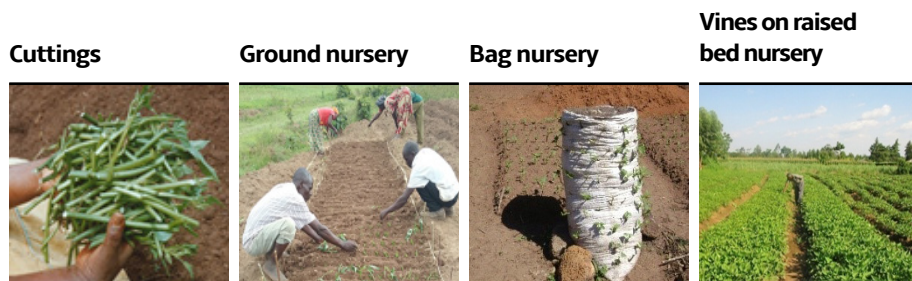 Cuttings
Ground nursery
Bag nursery
Vines on raised
bed nursery